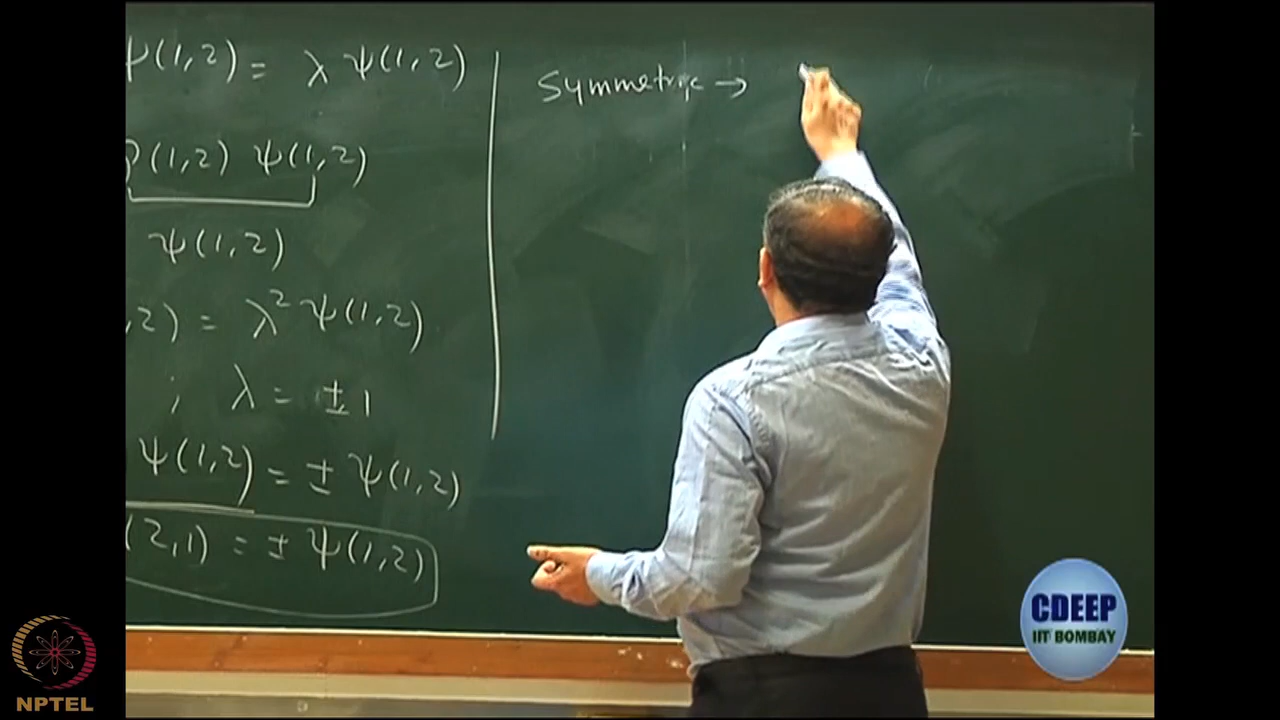 ψ(1,2) = λ ψ(1,2)
P(1,2) ψ(1,2)
ψ(1,2)
,2) = λ² ψ(1,2)
; λ = ±1
ψ(1,2) = ± ψ(1,2)
(2,1) = ± ψ(1,2)
Symmetric →
CDEEP
IIT BOMBAY
NPTEL